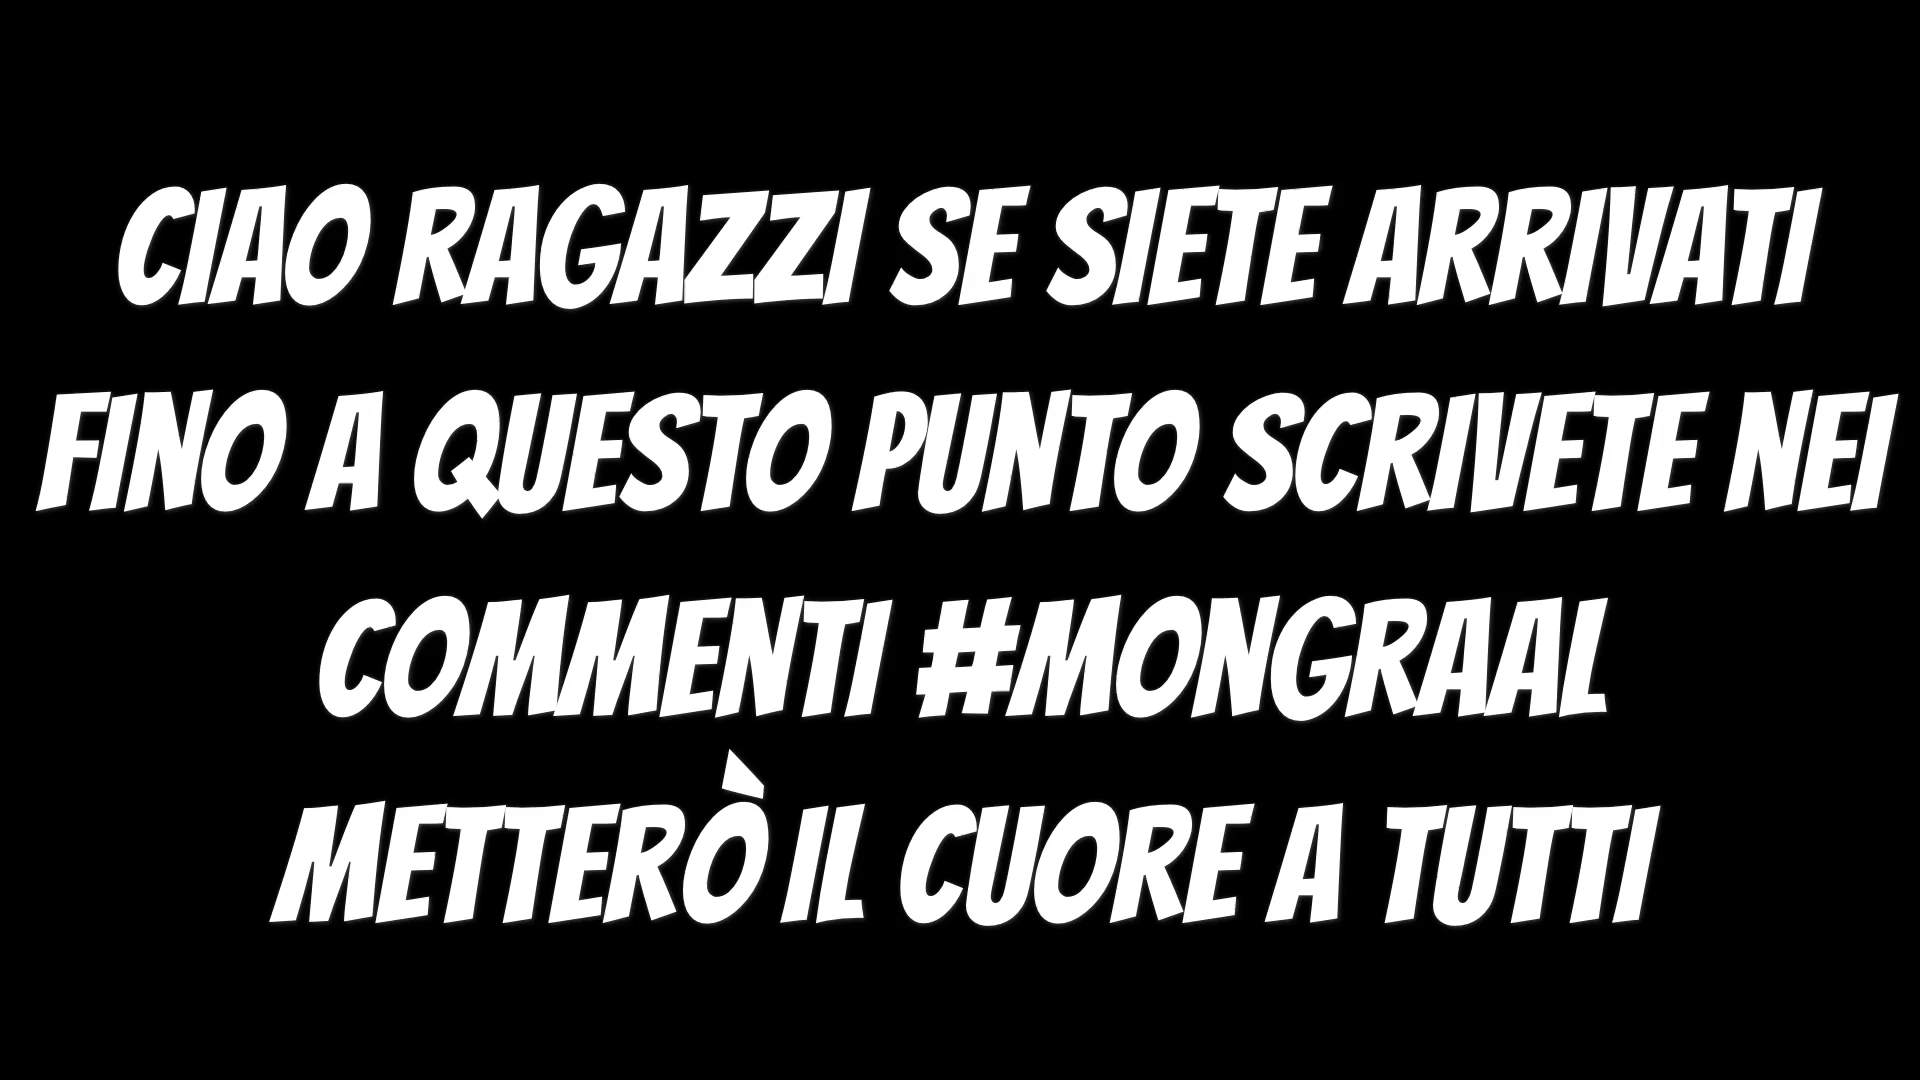 CIAO RAGAZZI SE SIETE ARRIVATI
FINO A QUESTO PUNTO SCRIVETE NEI
COMMENTI #MONGRAAL
METTERÒ IL CUORE A TUTTI